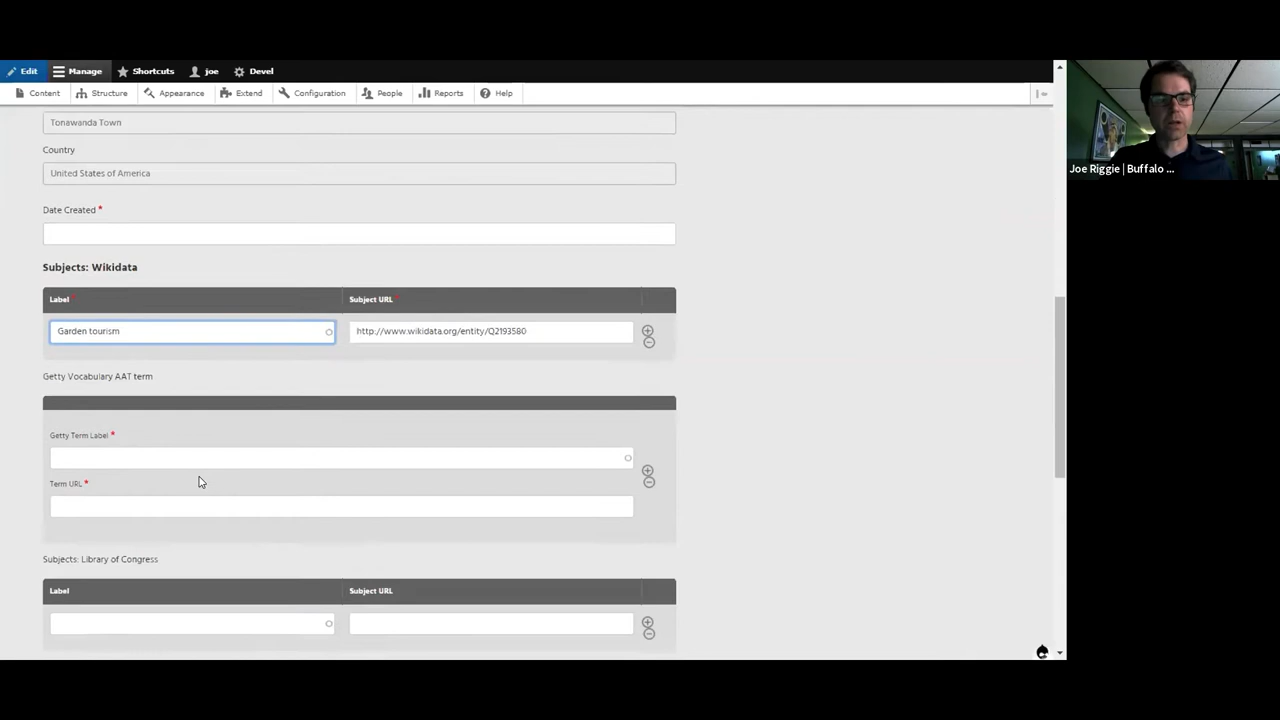 Edit Manage Shortcuts joe Devel
Content Structure Appearance Extend Configuration People Reports Help
Joe Riggie | Buffalo ...
Tonawanda Town
Country
United States of America
Date Created *
Subjects: Wikidata
Label * Subject URL *
Garden tourism http://www.wikidata.org/entity/Q2193580
Getty Vocabulary AAT term
Getty Term Label *
Term URL *
Subjects: Library of Congress
Label Subject URL